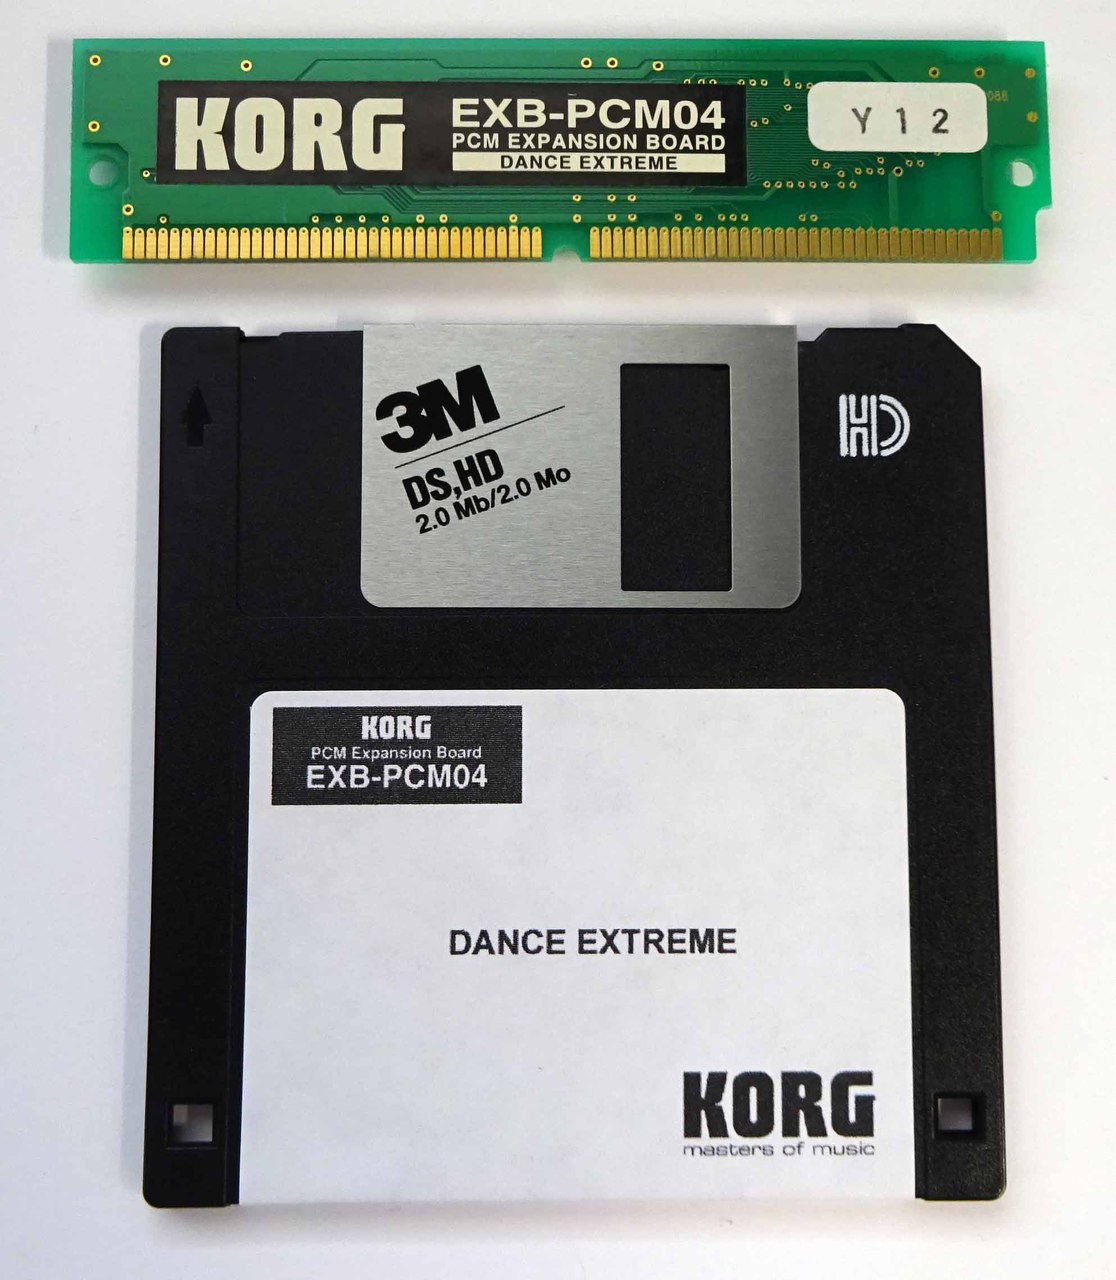 KORG
EXB-PCM04
PCM EXPANSION BOARD
DANCE EXTREME
Y 1 2
3M
DS,HD
2.0 Mb/2.0 Mo
HD
KORG
PCM Expansion Board
EXB-PCM04
DANCE EXTREME
KORG
masters of music